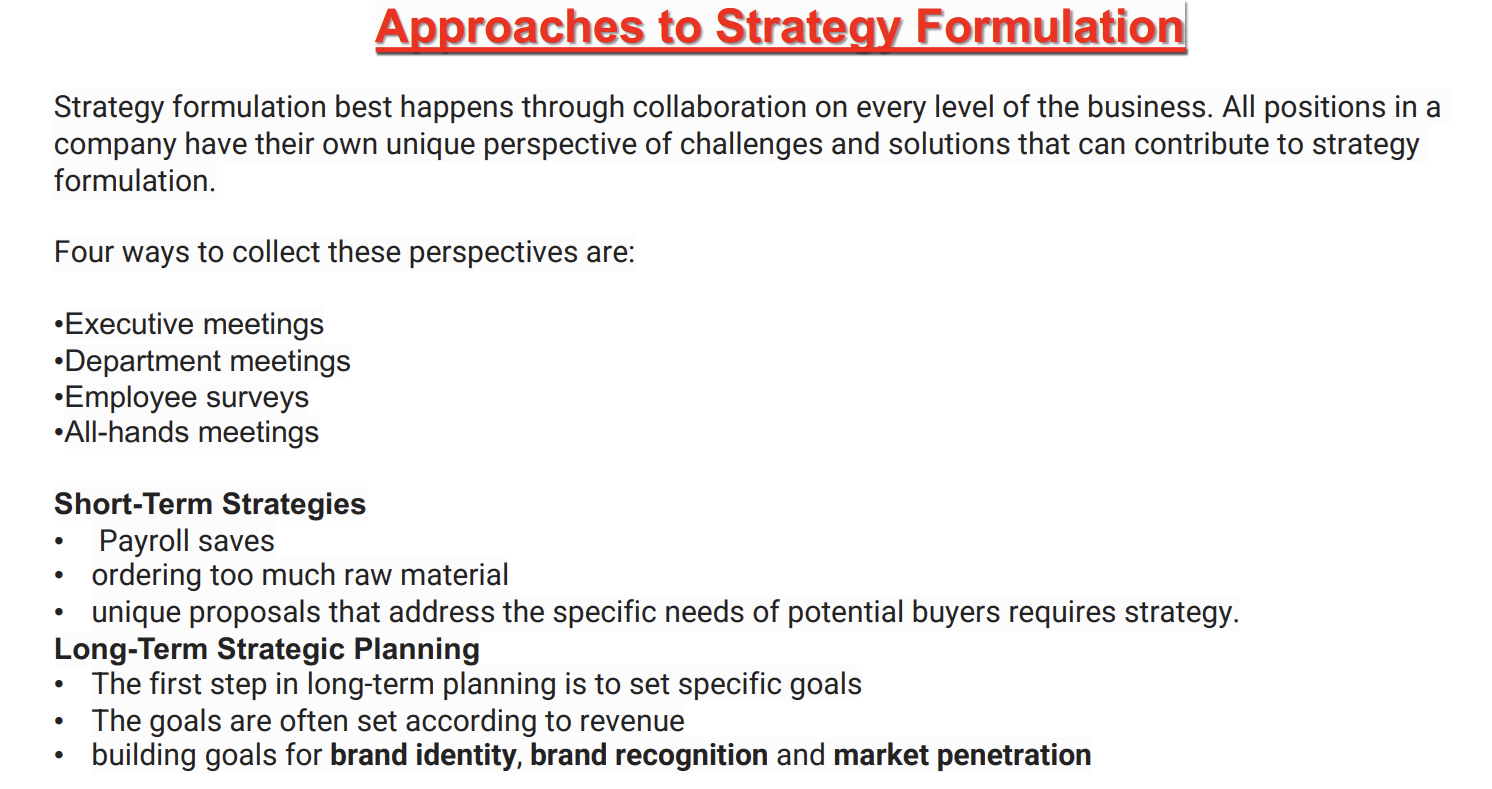 Approaches to Strategy Formulation
Strategy formulation best happens through collaboration on every level of the business. All positions in a
company have their own unique perspective of challenges and solutions that can contribute to strategy
formulation.
Four ways to collect these perspectives are:
•Executive meetings
•Department meetings
•Employee surveys
•All-hands meetings
Short-Term Strategies
• Payroll saves
• ordering too much raw material
• unique proposals that address the specific needs of potential buyers requires strategy.
Long-Term Strategic Planning
• The first step in long-term planning is to set specific goals
• The goals are often set according to revenue
• building goals for brand identity, brand recognition and market penetration